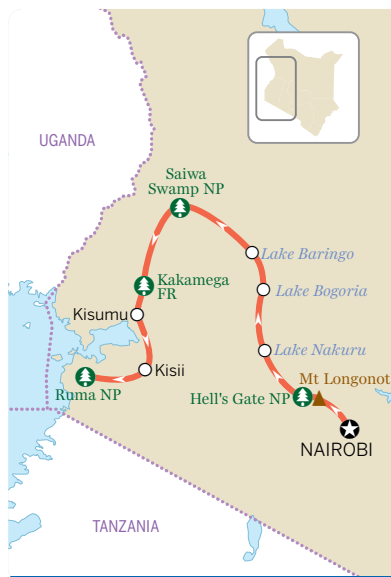 UGANDA
Saiwa
Swamp NP
Lake Baringo
Kakamega
FR
Lake Bogoria
Kisumu
Lake Nakuru
Kisii
Mt Longonot
Ruma NP
Hell's Gate NP
NAIROBI
TANZANIA